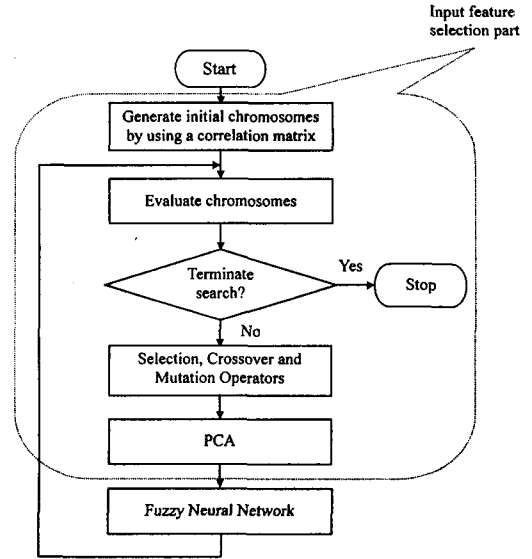 Input feature
selection part
Start
Generate initial chromosomes
by using a correlation matrix
Evaluate chromosomes
Terminate
search?
Yes
Stop
No
Selection, Crossover and
Mutation Operators
PCA
Fuzzy Neural Network